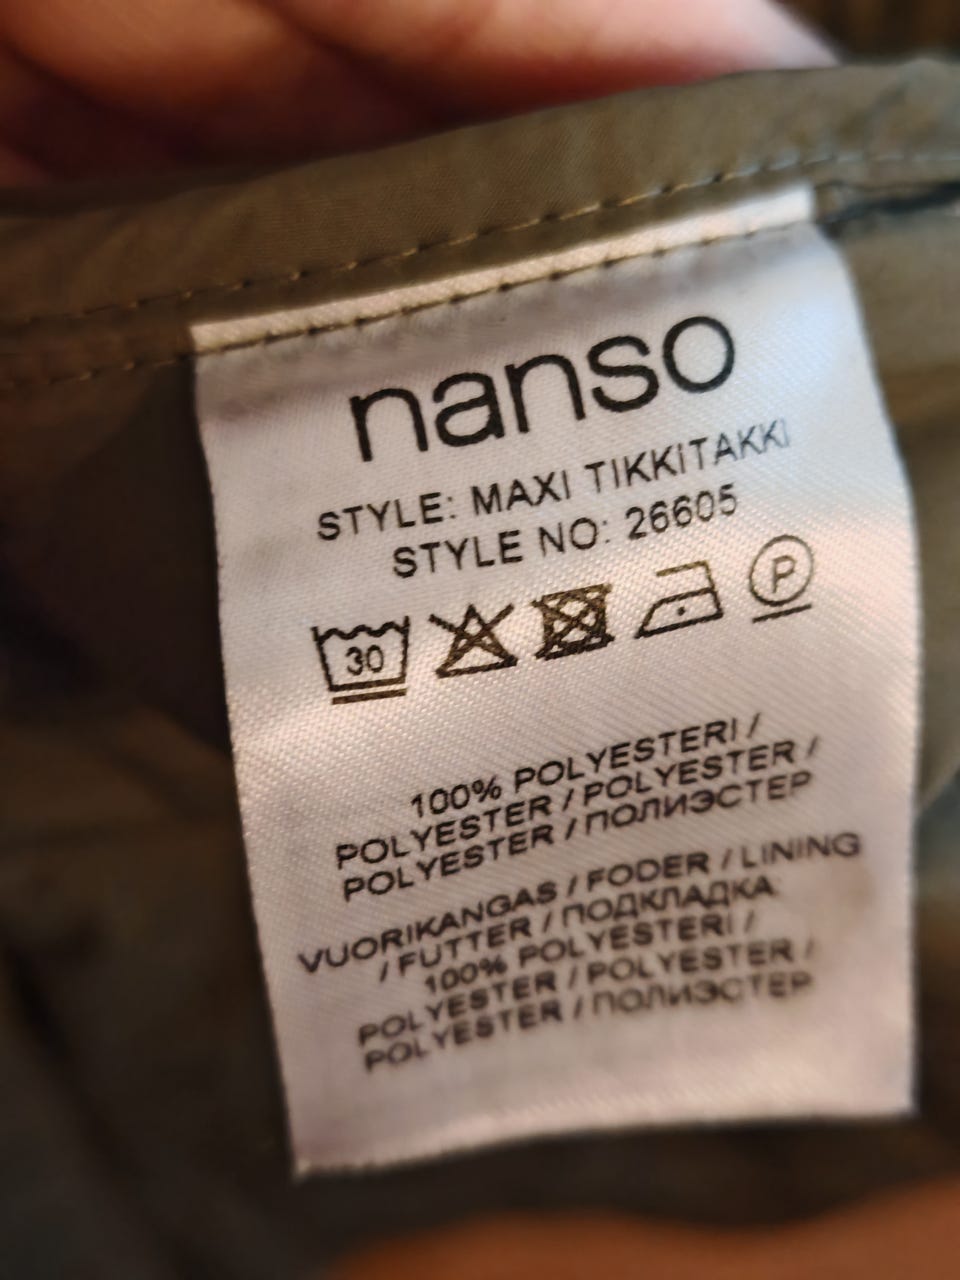 nanso
STYLE: MAXI TIKKITAKKI
STYLE NO: 26605
30
P
100% POLYESTERI /
POLYESTER / POLYESTER /
POLYESTER / ПОЛИЭСТЕР
VUORIKANGAS / FODER / LINING
/ FUTTER / ПОДКЛАДКА:
100% POLYESTERI /
POLYESTER / POLYESTER /
POLYESTER / ПОЛИЭСТЕР